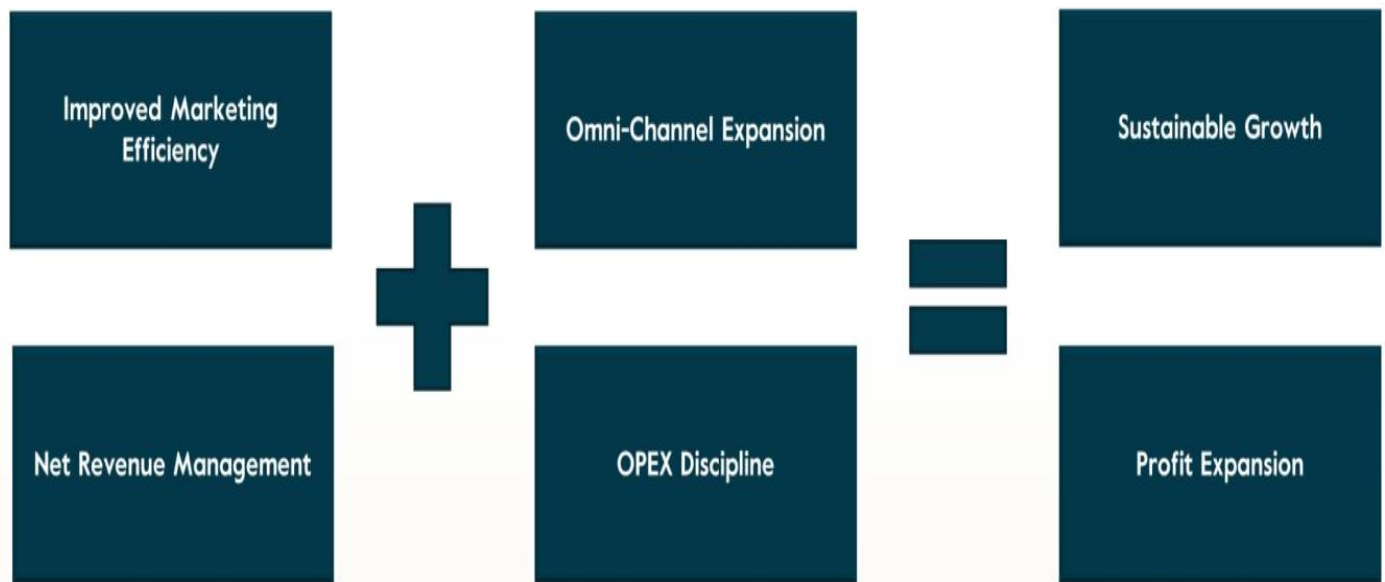 Improved Marketing
Efficiency
Omni-Channel Expansion
Sustainable Growth
Net Revenue Management
OPEX Discipline
Profit Expansion